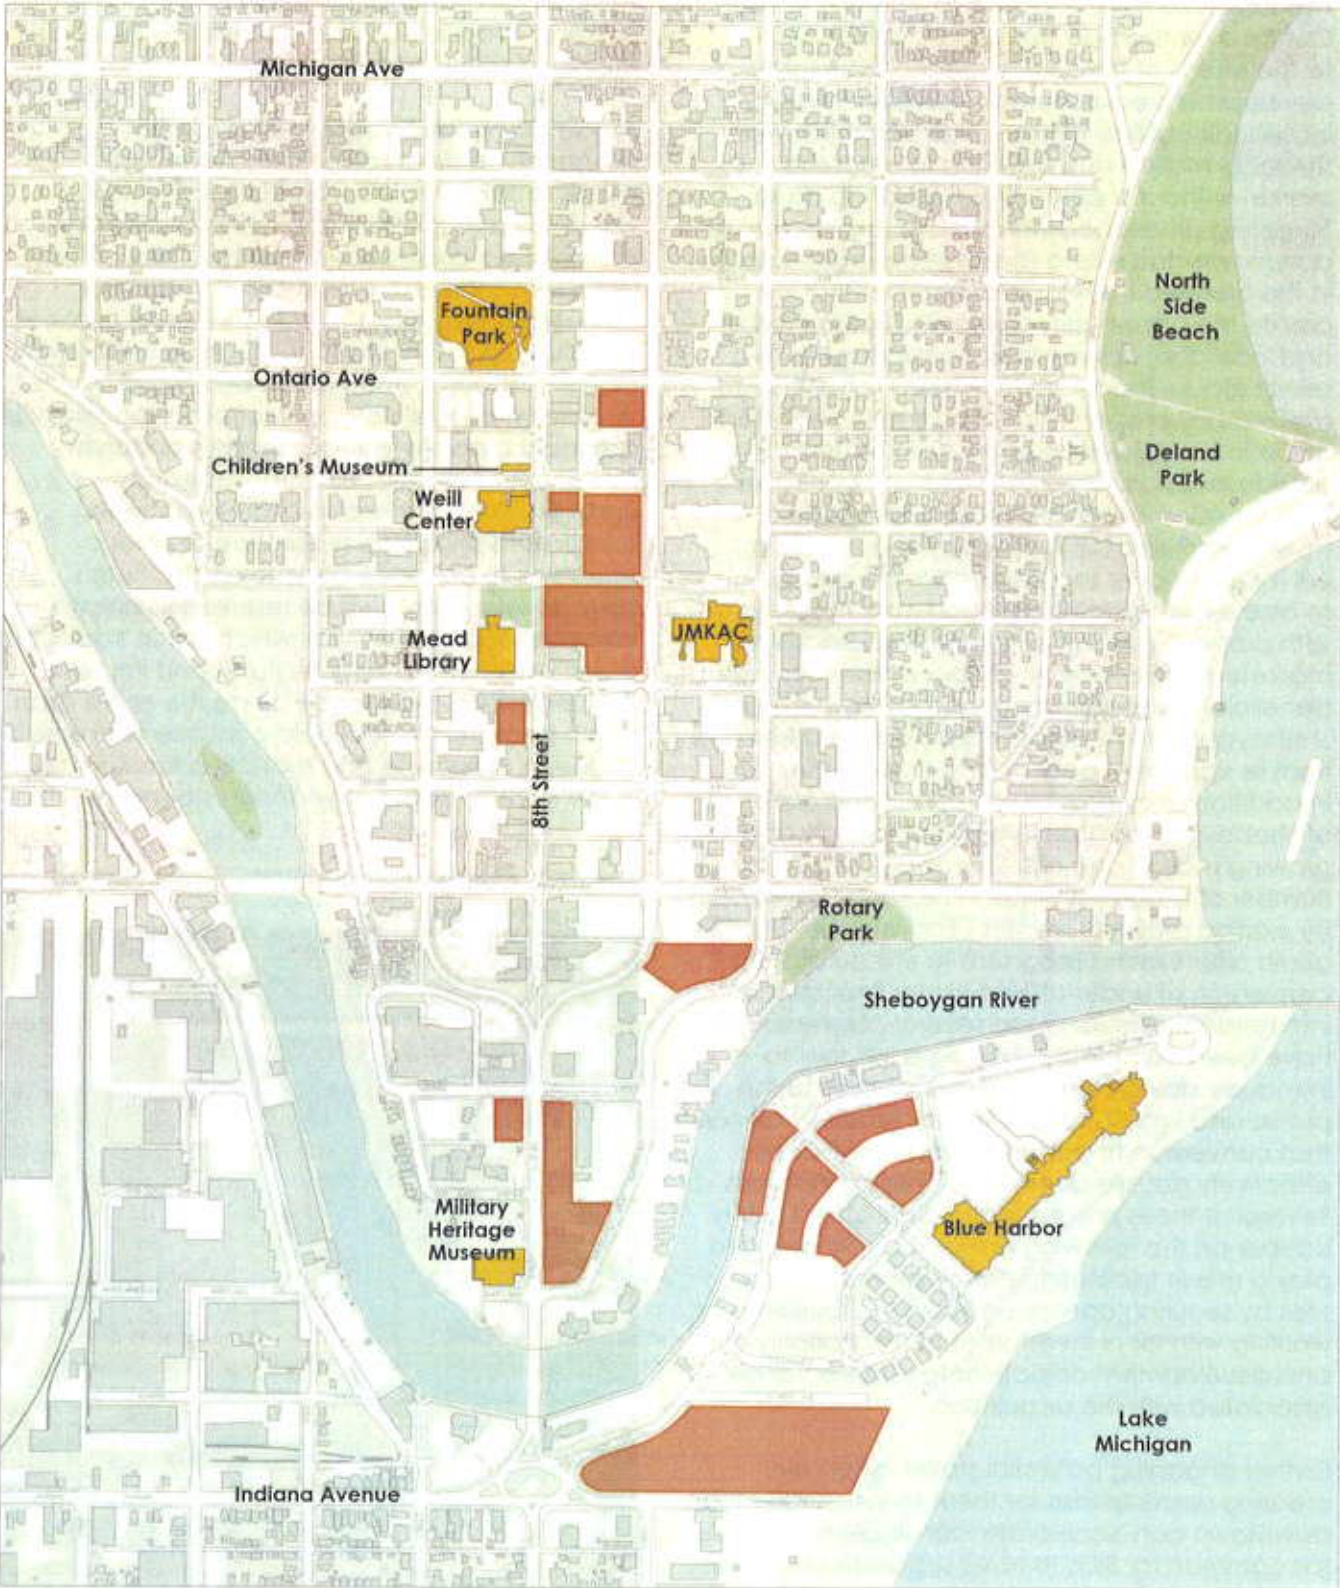 Michigan Ave
North
Side
Beach
Fountain
Park
Ontario Ave
Deland
Park
Children's Museum
Weill
Center
JMKAC
Mead
Library
8th Street
Rotary
Park
Sheboygan River
Military
Heritage
Museum
Blue Harbor
Lake
Michigan
Indiana Avenue